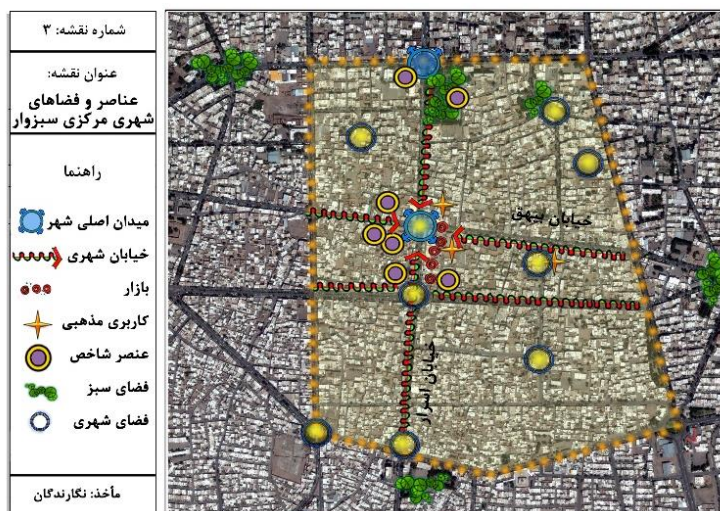 شماره نقشه: ۳
عنوان نقشه:
عناصر و فضاهای
شهری مرکزی سبزوار
راهنما
میدان اصلی شهر
خیابان شهری
بازار
کاربری مذهبی
عنصر شاخص
فضای سبز
فضای شهری
مأخذ: نگارندگان
خیابان بیهق
خیابان اسرار